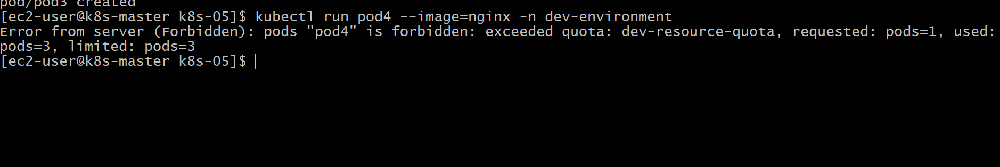 pod/pod3 created
[ec2-user@k8s-master k8s-05]$ kubectl run pod4 --image=nginx -n dev-environment
Error from server (Forbidden): pods "pod4" is forbidden: exceeded quota: dev-resource-quota, requested: pods=1, used:
pods=3, limited: pods=3
[ec2-user@k8s-master k8s-05]$